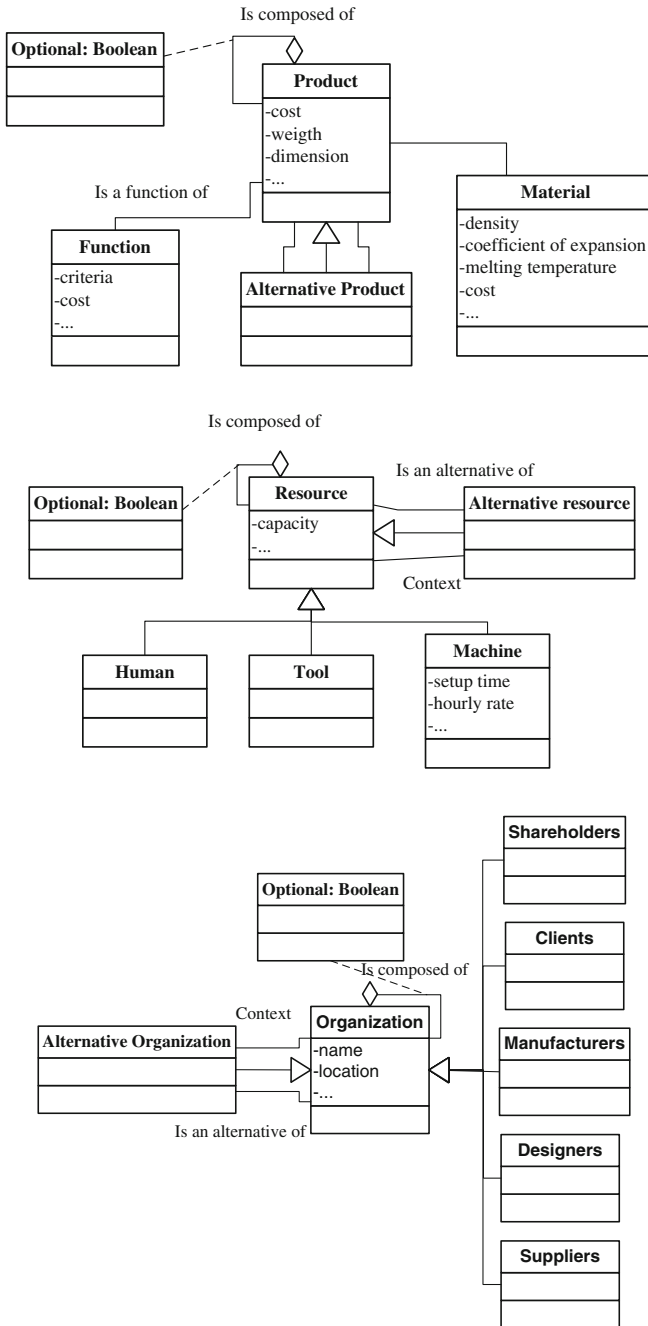 Is composed of
Optional: Boolean
Product
-cost
-weigth
-dimension
-...
Is a function of
Function
-criteria
-cost
-...
Alternative Product
Material
-density
-coefficient of expansion
-melting temperature
-cost
-...
Is composed of
Optional: Boolean
Resource
-capacity
-...
Is an alternative of
Alternative resource
Context
Human
Tool
Machine
-setup time
-hourly rate
-...
Optional: Boolean
Is composed of
Context
Alternative Organization
Organization
-name
-location
-...
Is an alternative of
Shareholders
Clients
Manufacturers
Designers
Suppliers